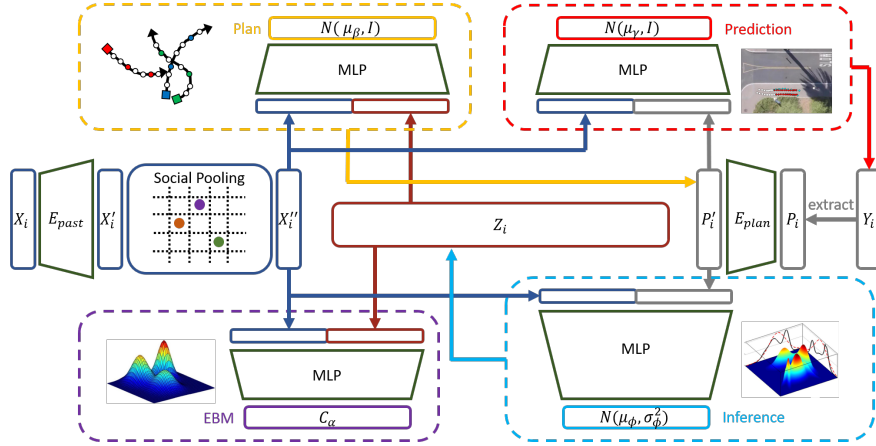 Plan
N( μ_β, I)
MLP
N(μ_γ, I)
Prediction
MLP
X_i
E_past
X_i′
Social Pooling
X_i′′
Z_i
P_i′
E_plan
P_i
extract
Y_i
MLP
EBM
C_α
MLP
N(μ_ϕ, σ_ϕ^2)
Inference